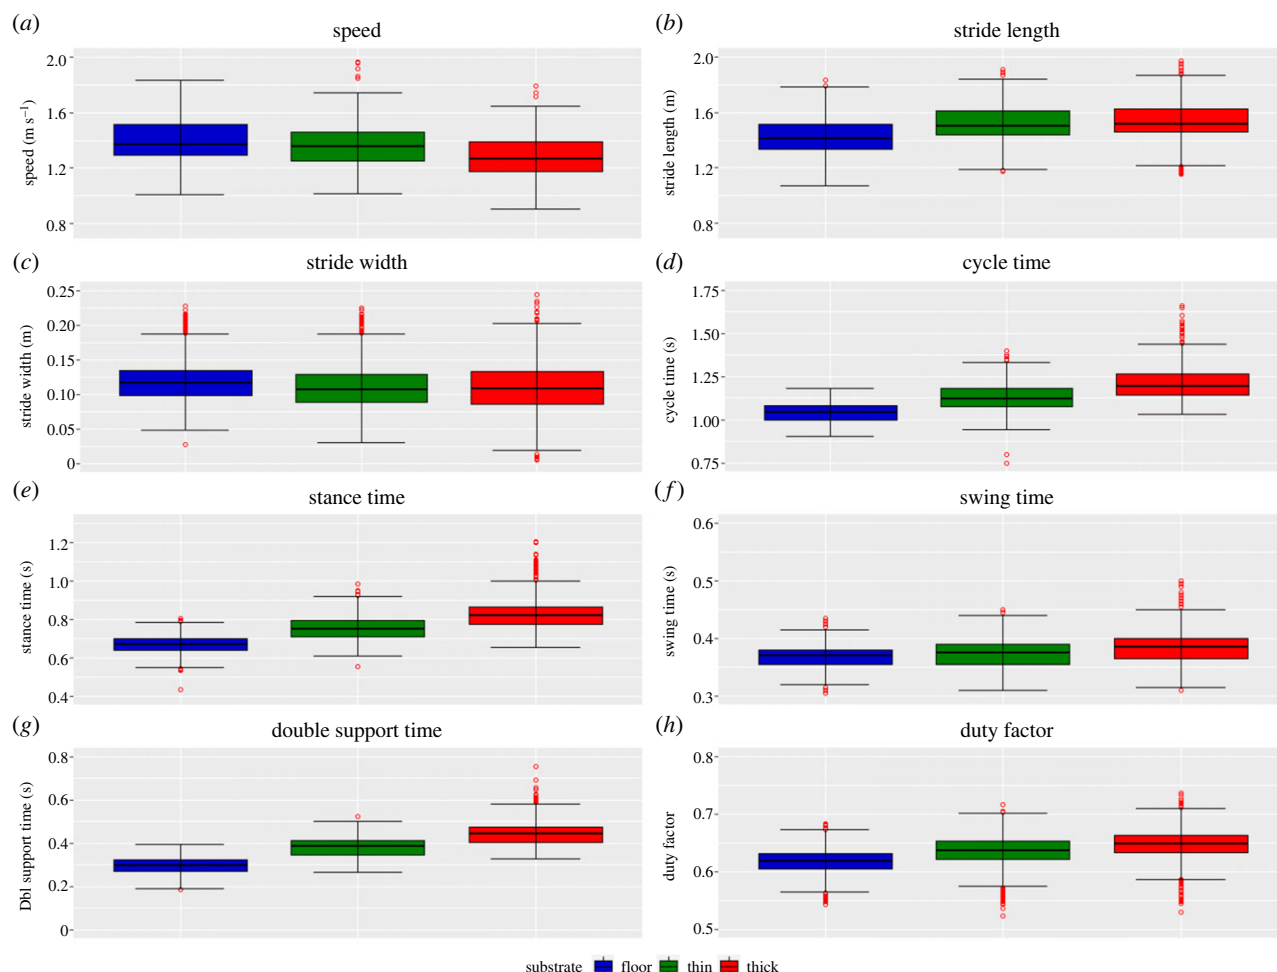 (a) speed
speed (m s⁻¹)
2.0
1.6
1.2
0.8
(b) stride length
stride length (m)
2.0
1.6
1.2
0.8
(c) stride width
stride width (m)
0.25
0.20
0.15
0.10
0.05
0
(d) cycle time
cycle time (s)
1.75
1.50
1.25
1.00
0.75
(e) stance time
stance time (s)
1.2
1.0
0.8
0.6
0.4
(f) swing time
swing time (s)
0.6
0.5
0.4
0.3
(g) double support time
Dbl support time (s)
0.8
0.6
0.4
0.2
0
(h) duty factor
duty factor
0.8
0.7
0.6
0.5
substrate floor thin thick